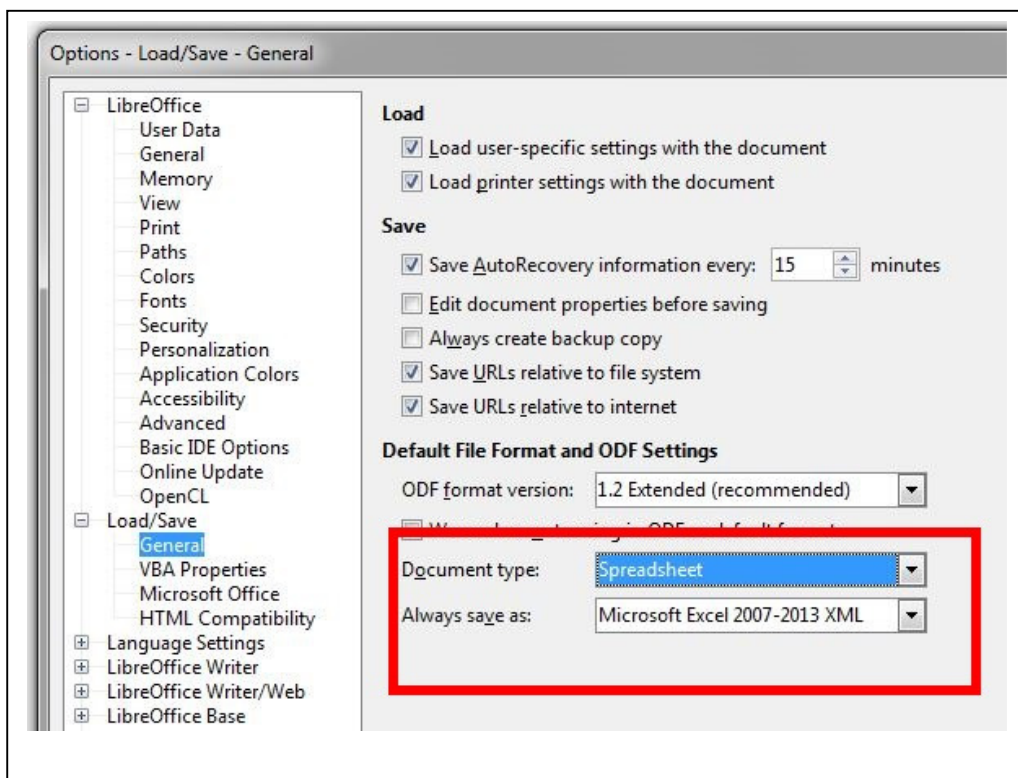 Options - Load/Save - General
LibreOffice
User Data
General
Memory
View
Print
Paths
Colors
Fonts
Security
Personalization
Application Colors
Accessibility
Advanced
Basic IDE Options
Online Update
OpenCL
Load/Save
General
VBA Properties
Microsoft Office
HTML Compatibility
Language Settings
LibreOffice Writer
LibreOffice Writer/Web
LibreOffice Base
Load
Load user-specific settings with the document
Load printer settings with the document
Save
Save AutoRecovery information every: 15 minutes
Edit document properties before saving
Always create backup copy
Save URLs relative to file system
Save URLs relative to internet
Default File Format and ODF Settings
ODF format version: 1.2 Extended (recommended)
Document type: Spreadsheet
Always save as: Microsoft Excel 2007-2013 XML